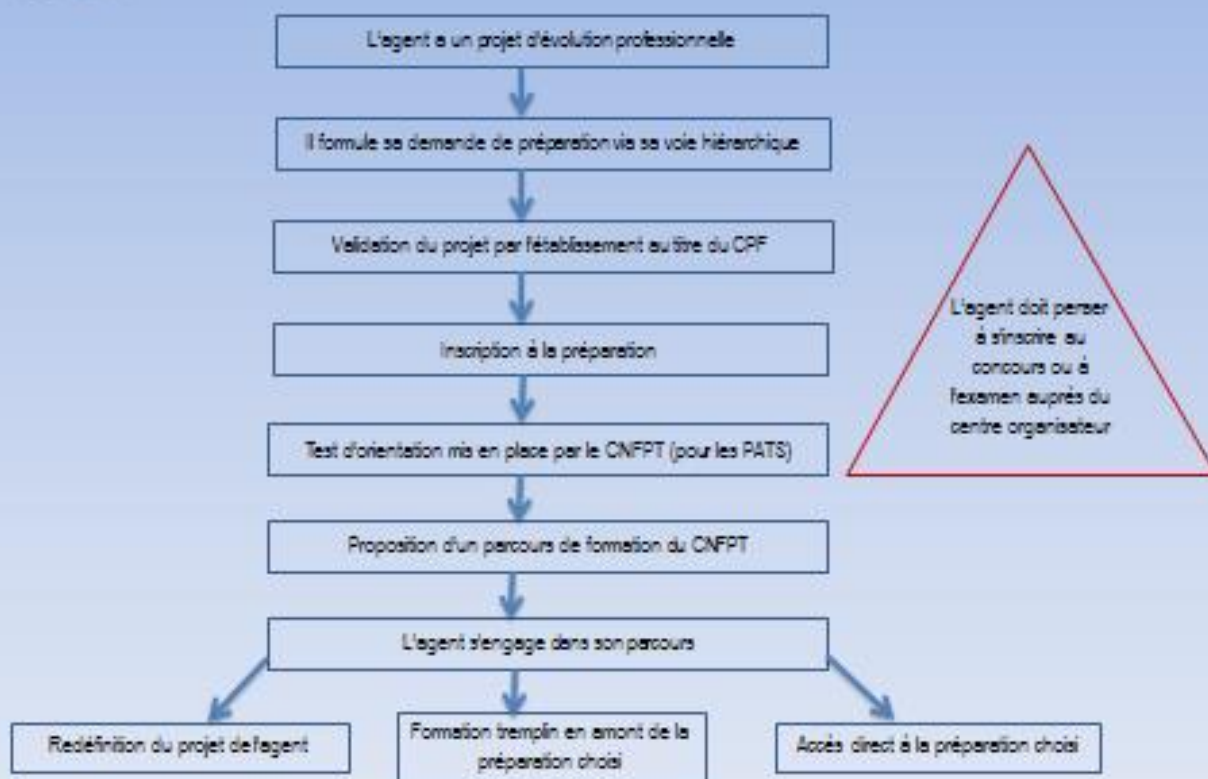 L'agent a un projet d'évolution professionnelle
Il formule sa demande de préparation via sa voie hiérarchique
Validation du projet par l'établissement au titre du CPF
Inscription à la préparation
Test d'orientation mis en place par le CNFPT (pour les PATS)
Proposition d'un parcours de formation du CNFPT
L'agent s'engage dans son parcours
Redéfinition du projet de l'agent
Formation tremplin en amont de la
préparation choisi
Accès direct à la préparation choisi
L'agent doit penser
à s'inscrire au
concours ou à
l'examen auprès du
centre organisateur